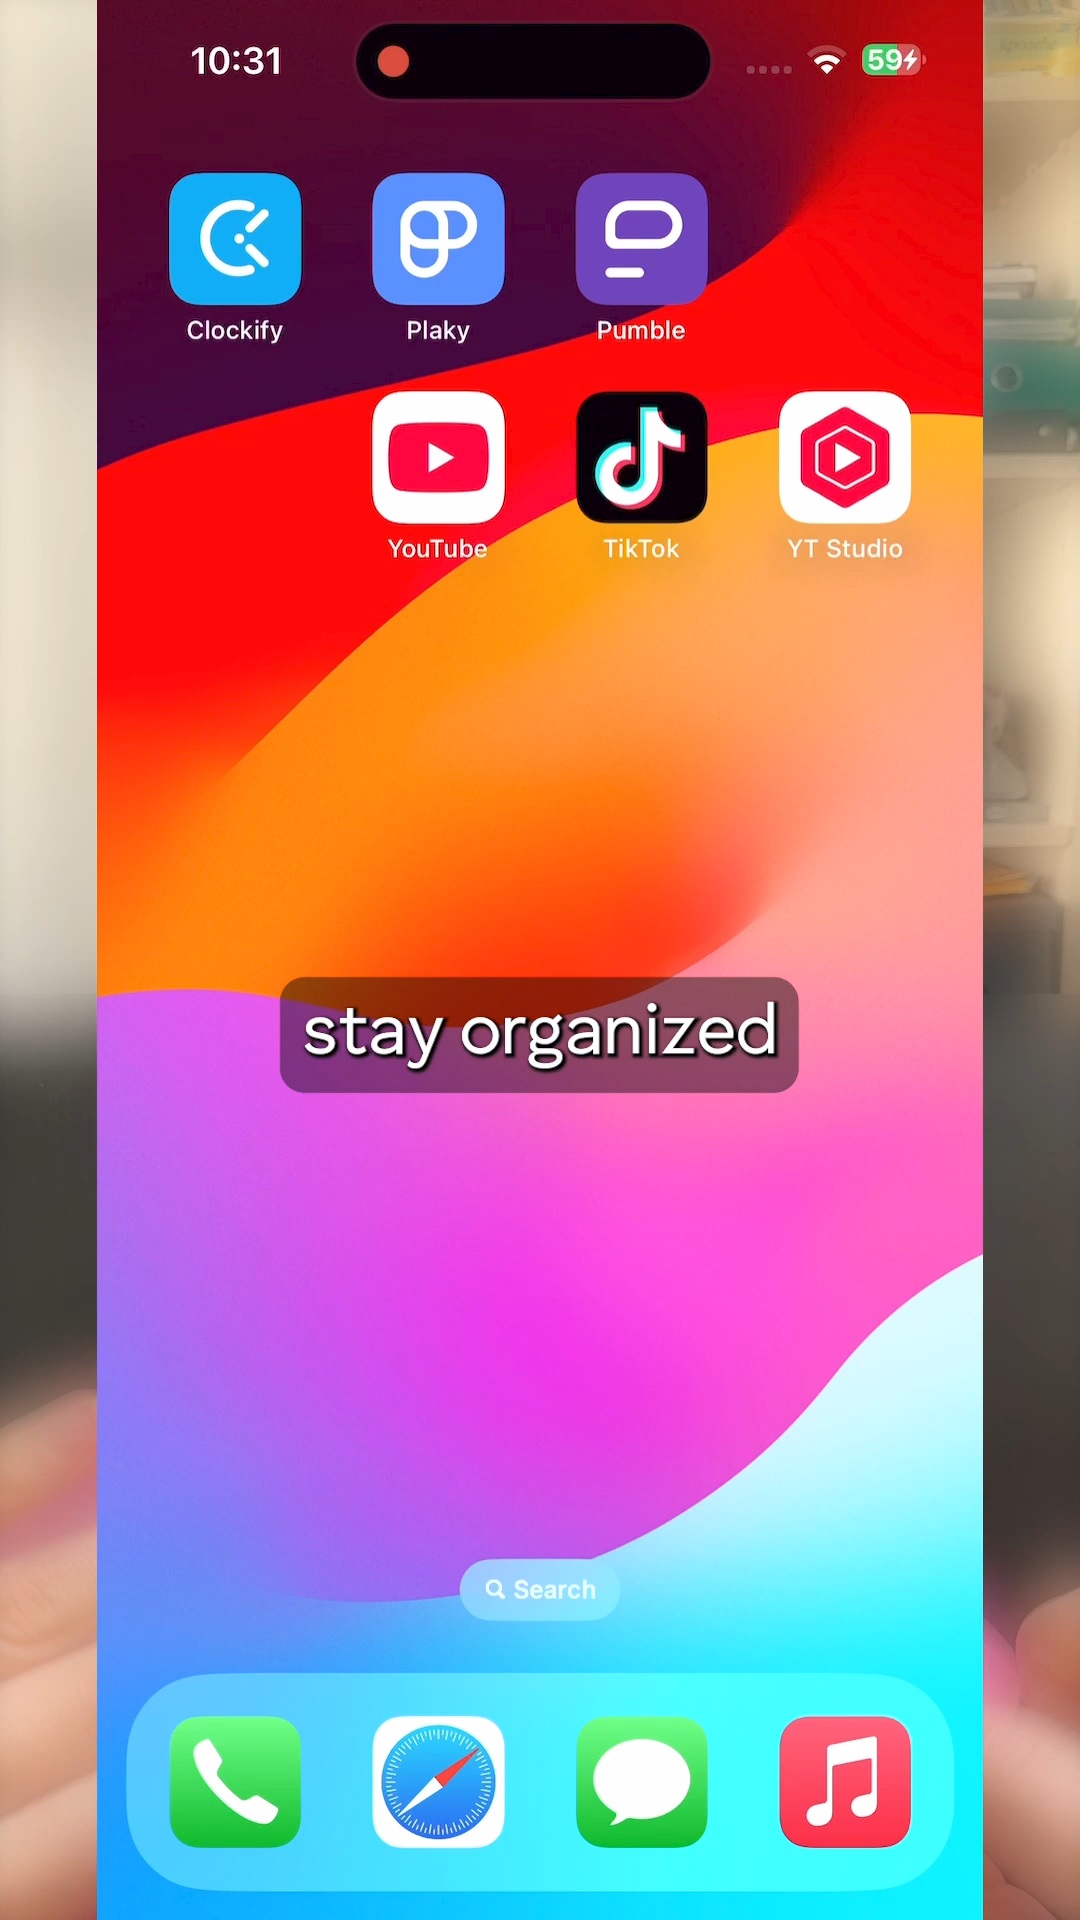 10:31
59
Clockify
Plaky
Pumble
YouTube
TikTok
YT Studio
stay organized
Search